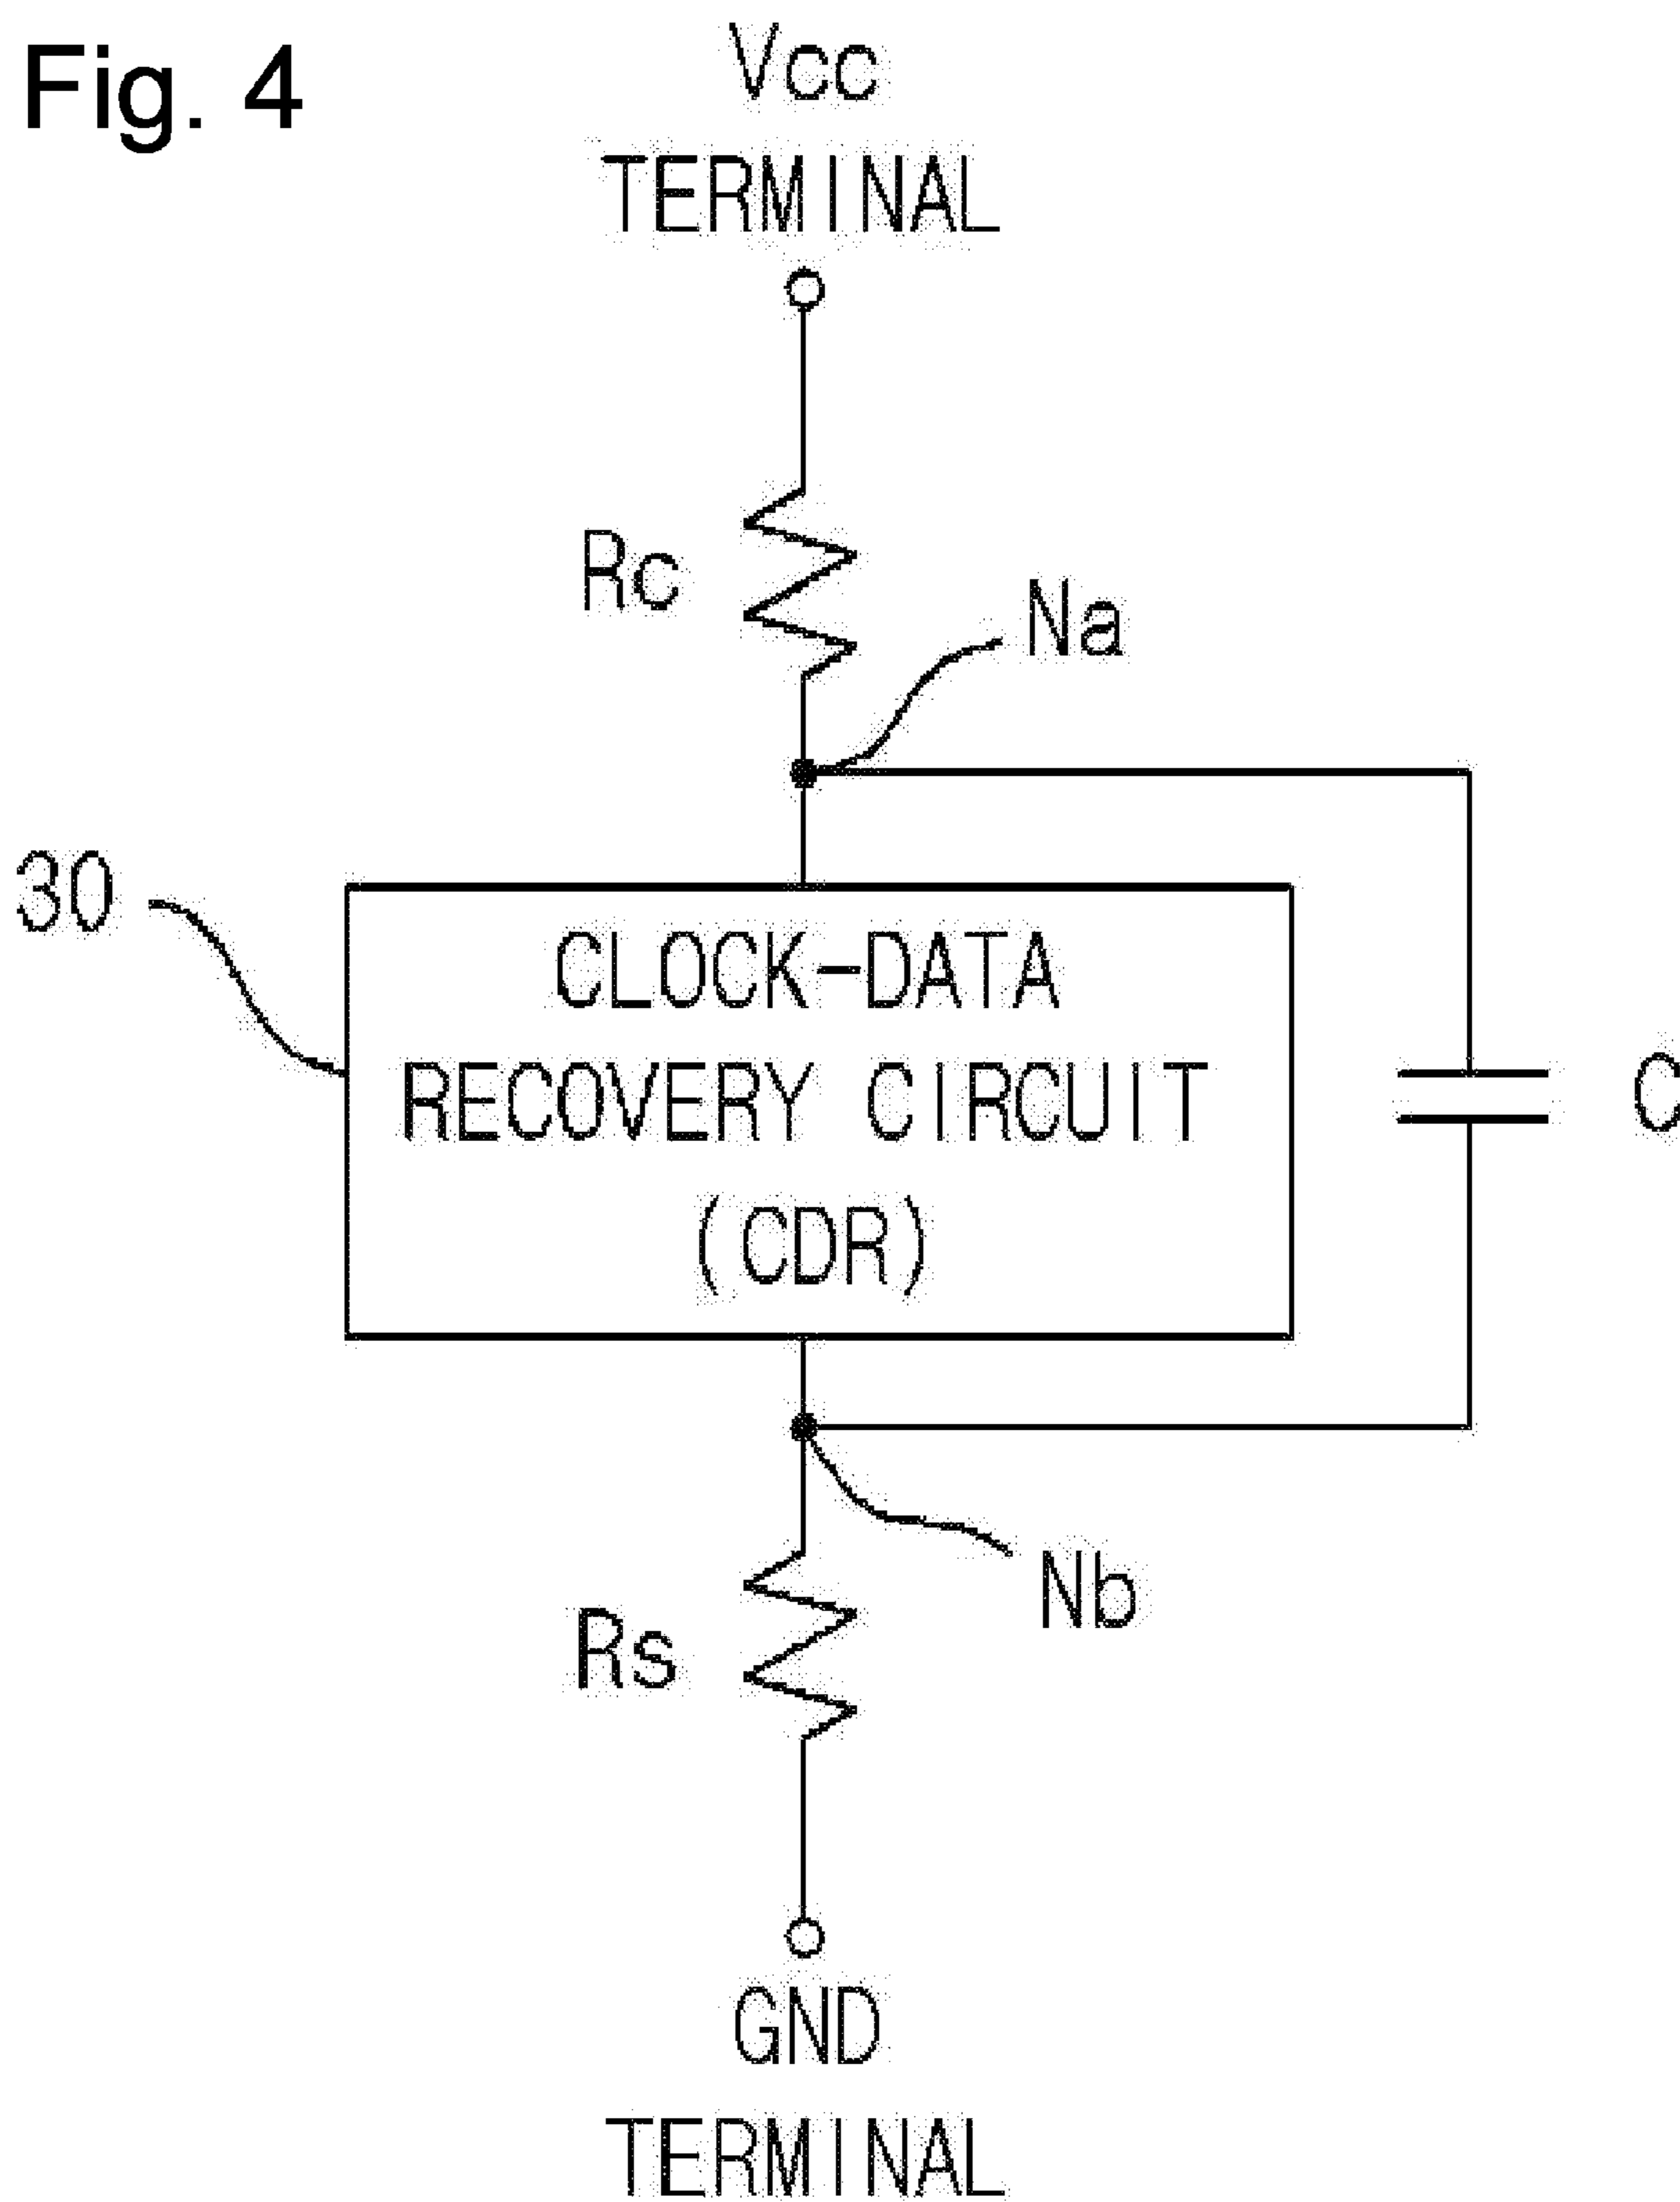 Fig. 4
Vcc
TERMINAL
Rc
Na
30
CLOCK-DATA
RECOVERY CIRCUIT
(CDR)
C
Nb
Rs
GND
TERMINAL